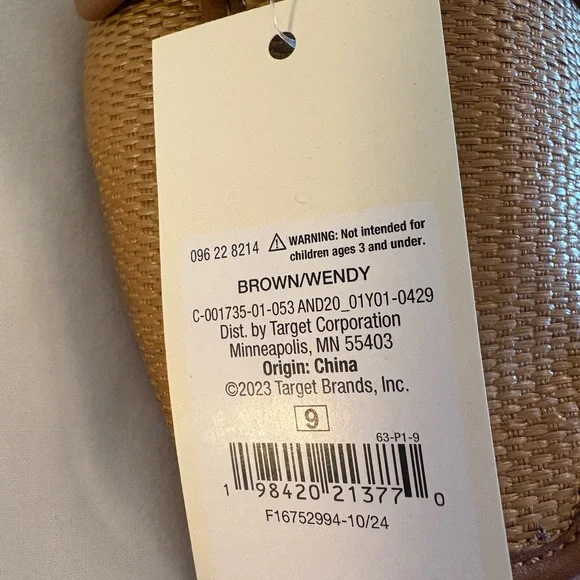 096 22 8214 ⚠ WARNING: Not intended for
children ages 3 and under.
BROWN/WENDY
C-001735-01-053 AND20_01Y01-0429
Dist. by Target Corporation
Minneapolis, MN 55403
Origin: China
©2023 Target Brands, Inc.
9
63-P1-9
1 98420 21377 0
F16752994-10/24